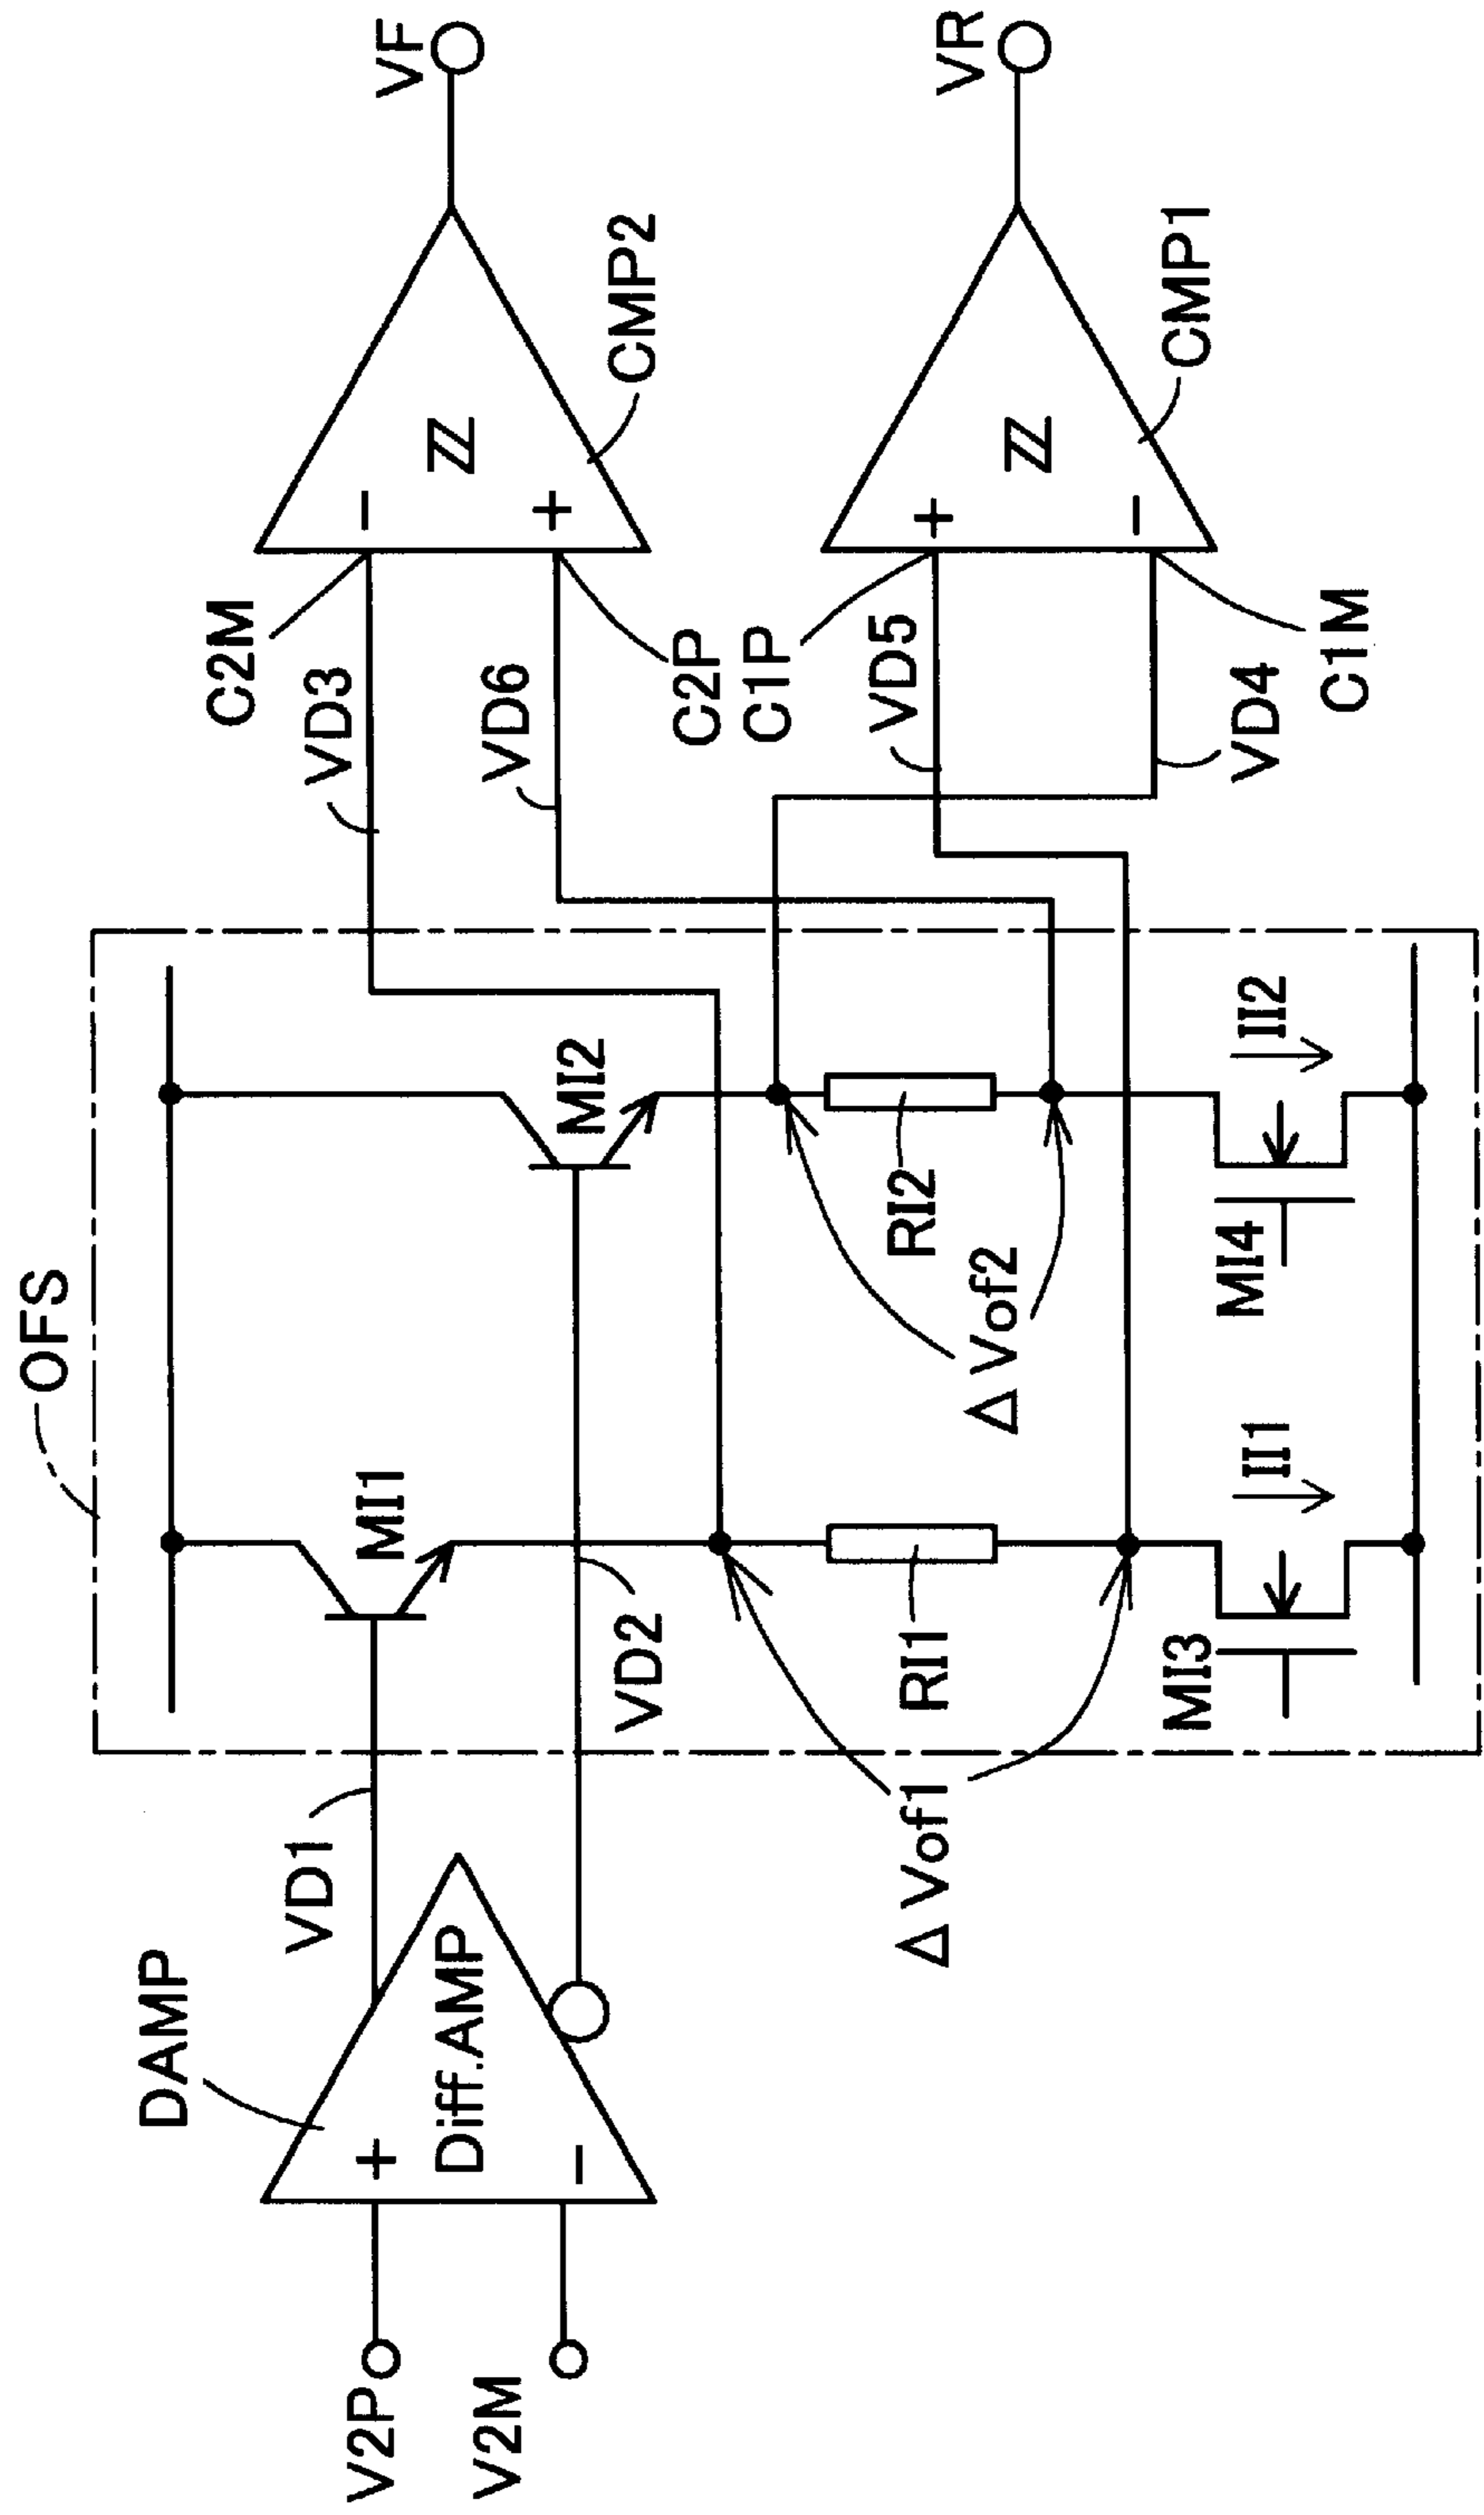 V2P
V2M
DAMP
+
Diff.AMP
−
VD1
VD2
OFS
MI1
MI2
ΔVof1
RI1
MI3
II1
ΔVof2
RI2
MI4
II2
VD3
VD6
VD5
VD4
C2M
C2P
C1P
C1M
−
+
CMP2
VF
+
−
CMP1
VR